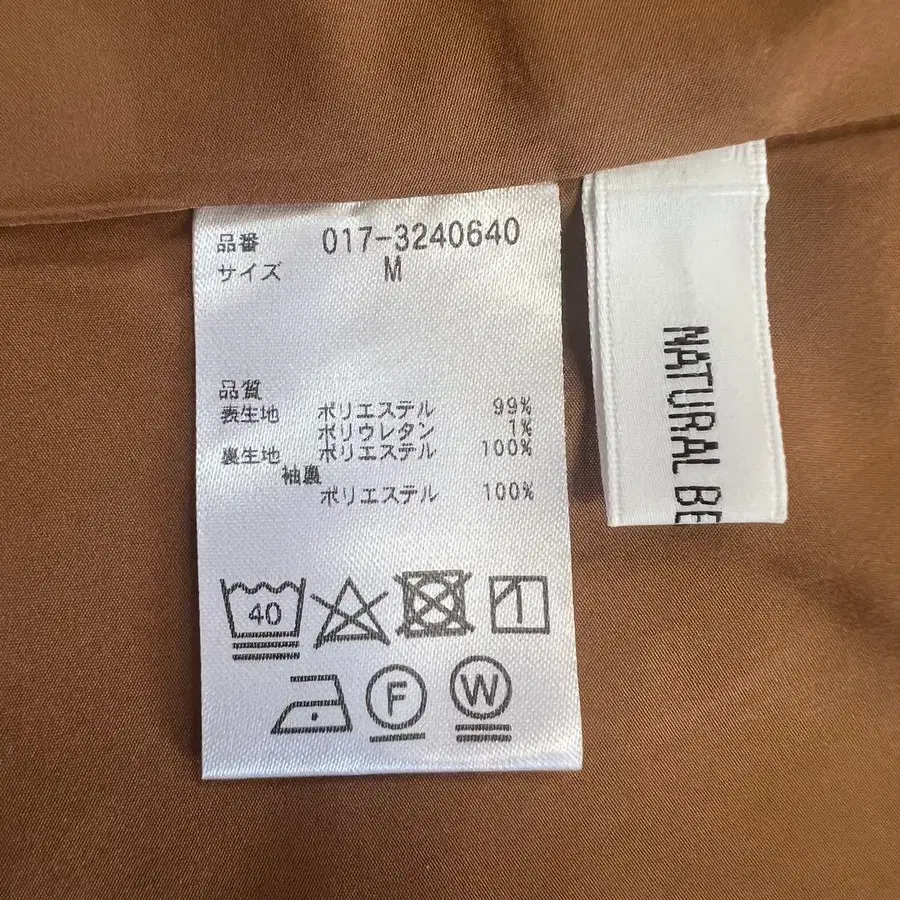 品番 017-3240640
サイズ M
品質
表生地 ポリエステル 99%
ポリウレタン 1%
裏生地 ポリエステル 100%
袖裏
ポリエステル 100%
40
F
W
NATURAL BE